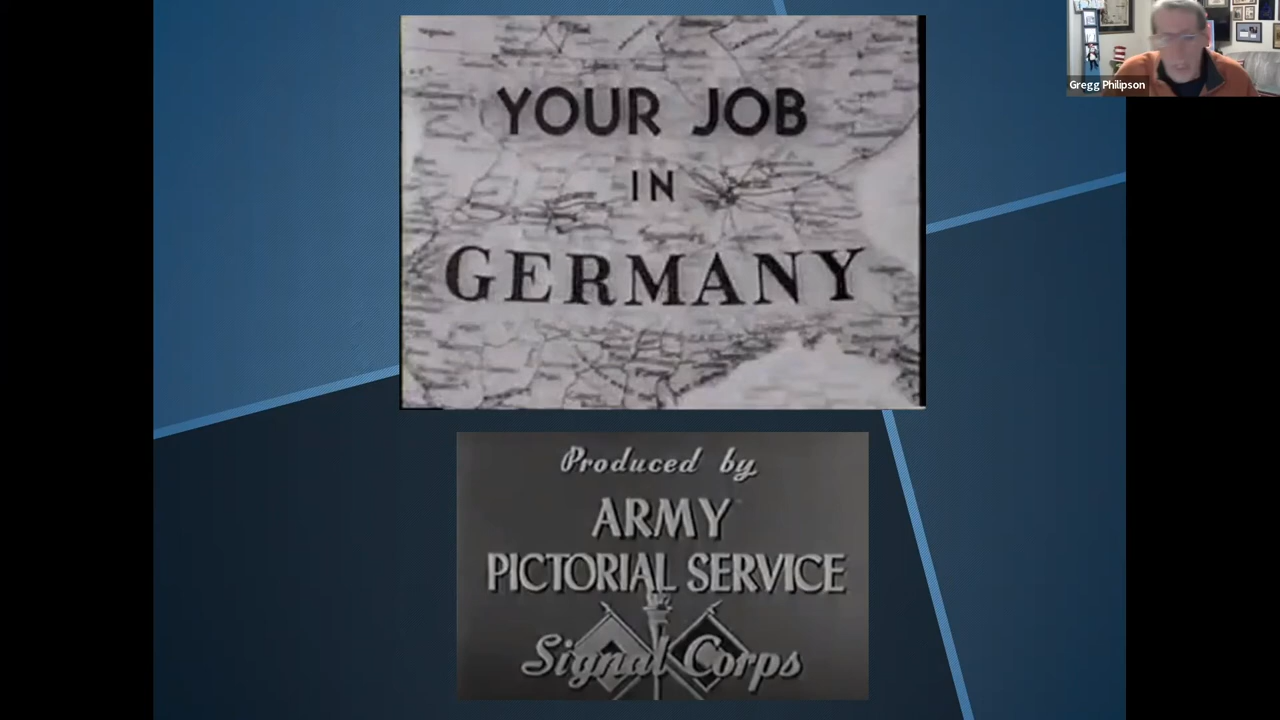 YOUR JOB
IN
GERMANY
Produced by
ARMY
PICTORIAL SERVICE
Signal Corps
Gregg Philipson